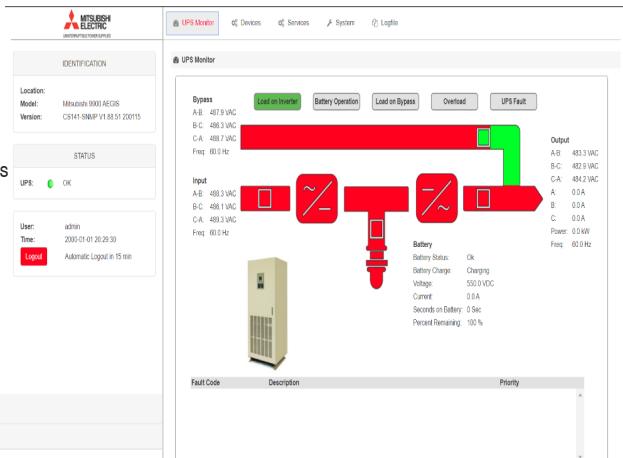 MITSUBISHI
ELECTRIC
UNINTERRUPTIBLE POWER SUPPLIES
UPS Monitor
Devices
Services
System
Logfile
IDENTIFICATION
Location:
Model: Mitsubishi 9900 AEGIS
Version: CS141-SNMP V1.88.51 200115
STATUS
S
UPS: OK
User: admin
Time: 2000-01-01 20:29:30
Logout Automatic Logout in 15 min
UPS Monitor
Load on Inverter
Battery Operation
Load on Bypass
Overload
UPS Fault
Bypass
A-B: 487.9 VAC
B-C: 486.3 VAC
C-A: 488.7 VAC
Freq: 60.0 Hz
Input
A-B: 488.3 VAC
B-C: 486.1 VAC
C-A: 489.3 VAC
Freq: 60.0 Hz
Output
A-B: 483.3 VAC
B-C: 482.9 VAC
C-A: 484.2 VAC
A: 0.0 A
B: 0.0 A
C: 0.0 A
Power: 0.0 kW
Freq: 60.0 Hz
Battery
Battery Status: Ok
Battery Charge: Charging
Voltage: 550.0 VDC
Current: 0.0 A
Seconds on Battery: 0 Sec
Percent Remaining: 100 %
Fault Code Description Priority